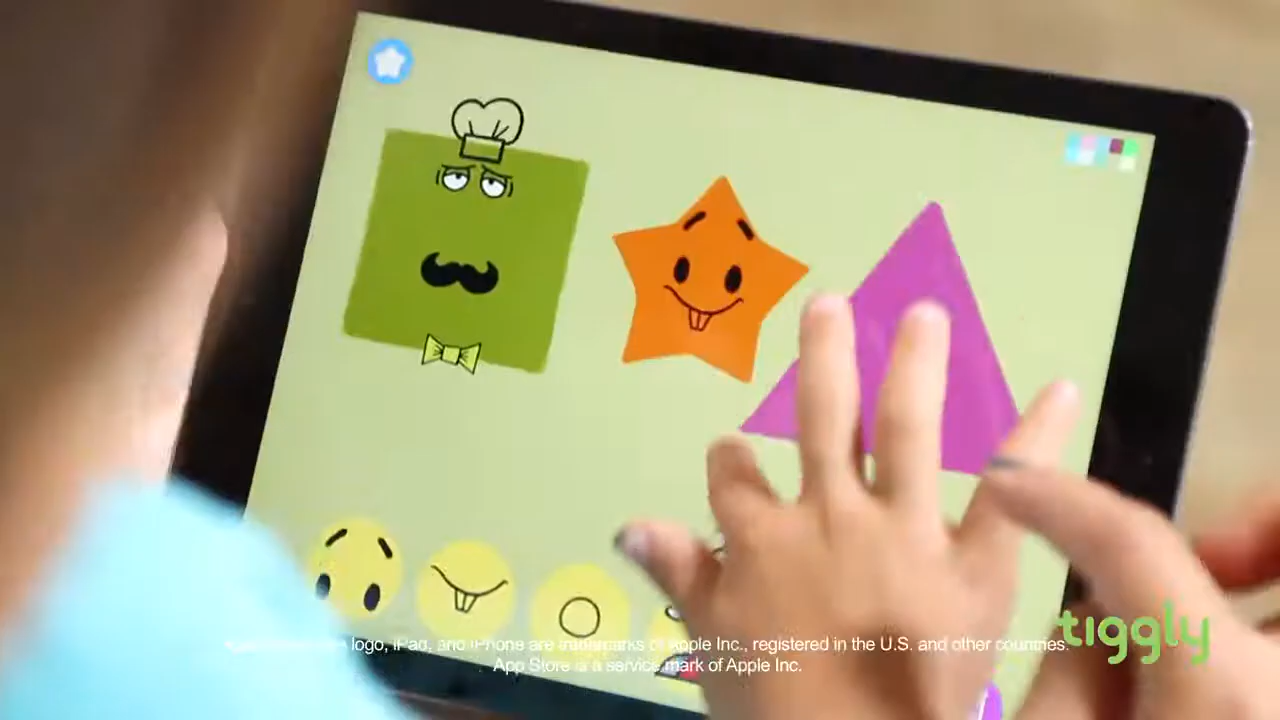 logo, iPad, and iPhone are trademarks of Apple Inc., registered in the U.S. and other countries.
App Store is a service mark of Apple Inc.
tiggly